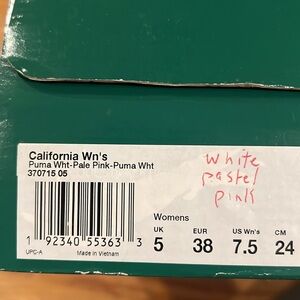 California Wn's
Puma Wht-Pale Pink-Puma Wht
370715 05
white
pastel
pink
Womens
UK EUR US Wn's CM
5 38 7.5 24
1 92340 55363 3
UPC-A Made in Vietnam